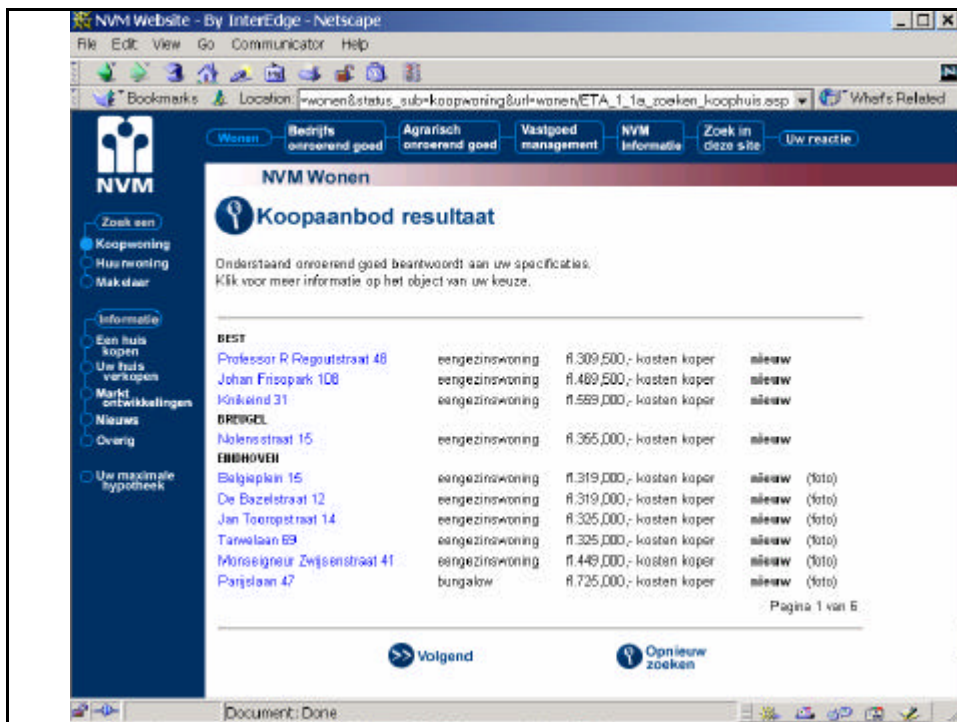 NVM Website - By InterEdge - Netscape
File Edit View Go Communicator Help
Bookmarks Location: =wonen&status_sub=koopwoning&url=wonen/ETA_1_1a_zoeken_koophuis.asp What's Related
NVM
Wonen
Bedrijfs onroerend goed
Agrarisch onroerend goed
Vastgoed management
NVM Informatie
Zoek in deze site
Uw reactie
NVM Wonen
Zoek een
Koopwoning
Huurwoning
Makelaar
Informatie
Een huis kopen
Uw huis verkopen
Markt ontwikkelingen
Nieuws
Overig
Uw maximale hypotheek
Koopaanbod resultaat
Onderstaand onroerend goed beantwoordt aan uw specificaties.
Klik voor meer informatie op het object van uw keuze.
BEST
Professor R Regoutstraat 48 eengezinswoning fl.309,500,- kosten koper nieuw
Johan Frisopark 108 eengezinswoning fl.469,500,- kosten koper nieuw
Knikeind 31 eengezinswoning fl.569,000,- kosten koper nieuw
BREUGEL
Nolensstraat 15 eengezinswoning fl.365,000,- kosten koper nieuw
EINDHOVEN
Belgieplein 16 eengezinswoning fl.319,000,- kosten koper nieuw (foto)
De Bazelstraat 12 eengezinswoning fl.319,000,- kosten koper nieuw (foto)
Jan Tooropstraat 14 eengezinswoning fl.325,000,- kosten koper nieuw (foto)
Tarwelaan 69 eengezinswoning fl.325,000,- kosten koper nieuw (foto)
Monseigneur Zwijsenstraat 41 eengezinswoning fl.449,000,- kosten koper nieuw (foto)
Parijslaan 47 bungalow fl.725,000,- kosten koper nieuw (foto)
Pagina 1 van 6
Volgend
Opnieuw zoeken
Document: Done